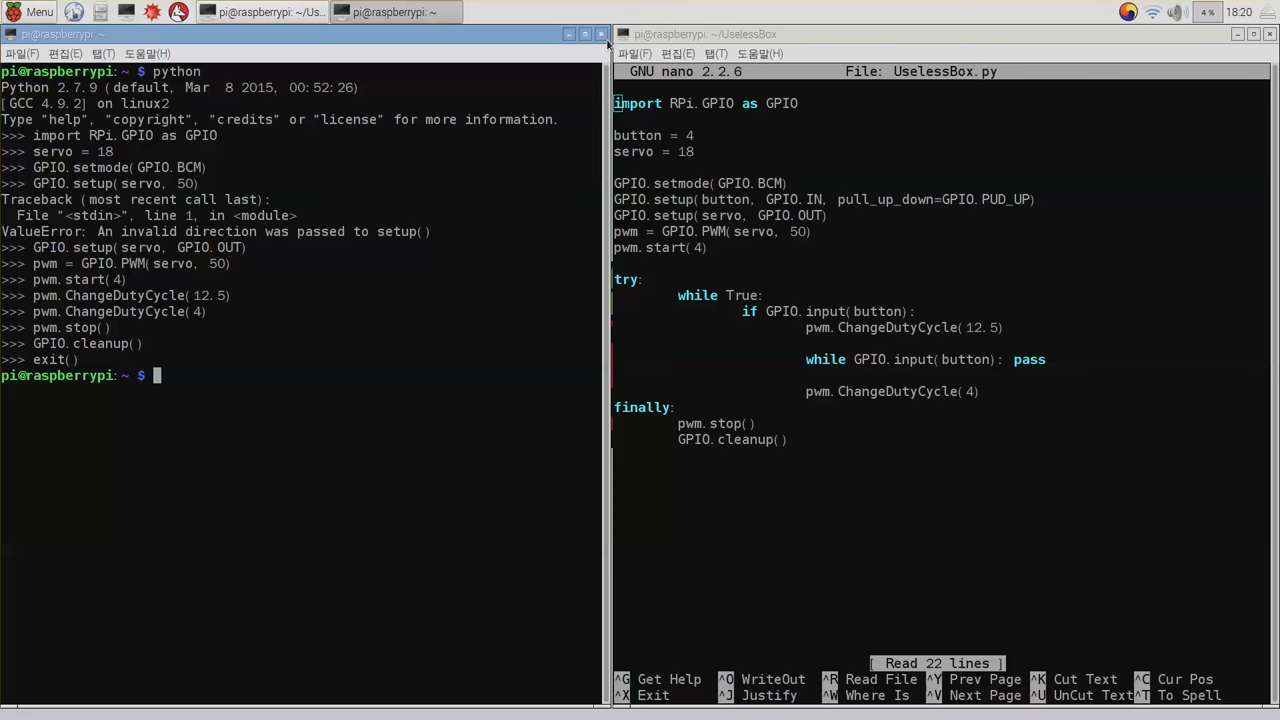 Menu
pi@raspberrypi: ~/Us...
pi@raspberrypi: ~
4 %
18:20
pi@raspberrypi: ~
파일(F) 편집(E) 탭(T) 도움말(H)
pi@raspberrypi:~ $ python
Python 2.7.9 (default, Mar  8 2015, 00:52:26)
[GCC 4.9.2] on linux2
Type "help", "copyright", "credits" or "license" for more information.
>>> import RPi.GPIO as GPIO
>>> servo = 18
>>> GPIO.setmode(GPIO.BCM)
>>> GPIO.setup(servo, 50)
Traceback (most recent call last):
  File "<stdin>", line 1, in <module>
ValueError: An invalid direction was passed to setup()
>>> GPIO.setup(servo, GPIO.OUT)
>>> pwm = GPIO.PWM(servo, 50)
>>> pwm.start(4)
>>> pwm.ChangeDutyCycle(12.5)
>>> pwm.ChangeDutyCycle(4)
>>> pwm.stop()
>>> GPIO.cleanup()
>>> exit()
pi@raspberrypi:~ $
pi@raspberrypi: ~/UselessBox
파일(F) 편집(E) 탭(T) 도움말(H)
GNU nano 2.2.6 File: UselessBox.py
import RPi.GPIO as GPIO
button = 4
servo = 18
GPIO.setmode(GPIO.BCM)
GPIO.setup(button, GPIO.IN, pull_up_down=GPIO.PUD_UP)
GPIO.setup(servo, GPIO.OUT)
pwm = GPIO.PWM(servo, 50)
pwm.start(4)
try:
        while True:
                if GPIO.input(button):
                        pwm.ChangeDutyCycle(12.5)
                        while GPIO.input(button): pass
                        pwm.ChangeDutyCycle(4)
finally:
        pwm.stop()
        GPIO.cleanup()
[ Read 22 lines ]
^G Get Help ^O WriteOut ^R Read File ^Y Prev Page ^K Cut Text ^C Cur Pos
^X Exit ^J Justify ^W Where Is ^V Next Page ^U UnCut Text ^T To Spell